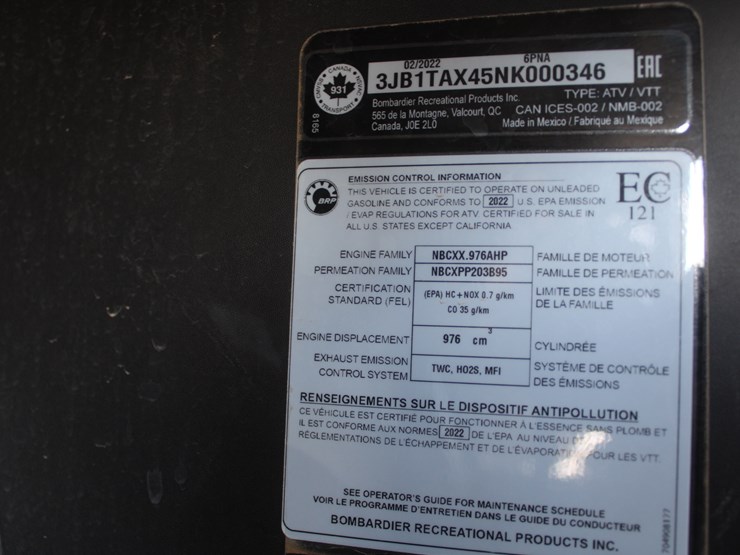 02/2022 6PNA
3JB1TAX45NK000346
EAC
CANADA
931
TRANSPORT
8165
Bombardier Recreational Products Inc. TYPE: ATV / VTT
565 de la Montagne, Valcourt, QC CAN ICES-002 / NMB-002
Canada, J0E 2L0 Made in Mexico / Fabriqué au Mexique
BRP
EMISSION CONTROL INFORMATION
THIS VEHICLE IS CERTIFIED TO OPERATE ON UNLEADED
GASOLINE AND CONFORMS TO 2022 U.S. EPA EMISSION
/ EVAP REGULATIONS FOR ATV. CERTIFIED FOR SALE IN
ALL U.S. STATES EXCEPT CALIFORNIA
EC
121
ENGINE FAMILY NBCXX.976AHP FAMILLE DE MOTEUR
PERMEATION FAMILY NBCXPP203B95 FAMILLE DE PERMEATION
CERTIFICATION (EPA) HC+NOX 0.7 g/km LIMITE DES ÉMISSIONS
STANDARD (FEL) CO 35 g/km DE LA FAMILLE
ENGINE DISPLACEMENT 976 cm3 CYLINDRÉE
EXHAUST EMISSION TWC, HO2S, MFI SYSTÈME DE CONTRÔLE
CONTROL SYSTEM DES ÉMISSIONS
RENSEIGNEMENTS SUR LE DISPOSITIF ANTIPOLLUTION
CE VÉHICULE EST CERTIFIÉ POUR FONCTIONNER À L'ESSENCE SANS PLOMB ET
IL EST CONFORME AUX NORMES 2022 DE L'EPA AU NIVEAU
RÉGLEMENTATIONS DE L'ÉCHAPPEMENT ET DE L'ÉVAPORATION POUR LES VTT.
SEE OPERATOR'S GUIDE FOR MAINTENANCE SCHEDULE
VOIR LE PROGRAMME D'ENTRETIEN DANS LE GUIDE DU CONDUCTEUR
BOMBARDIER RECREATIONAL PRODUCTS INC.
704908177